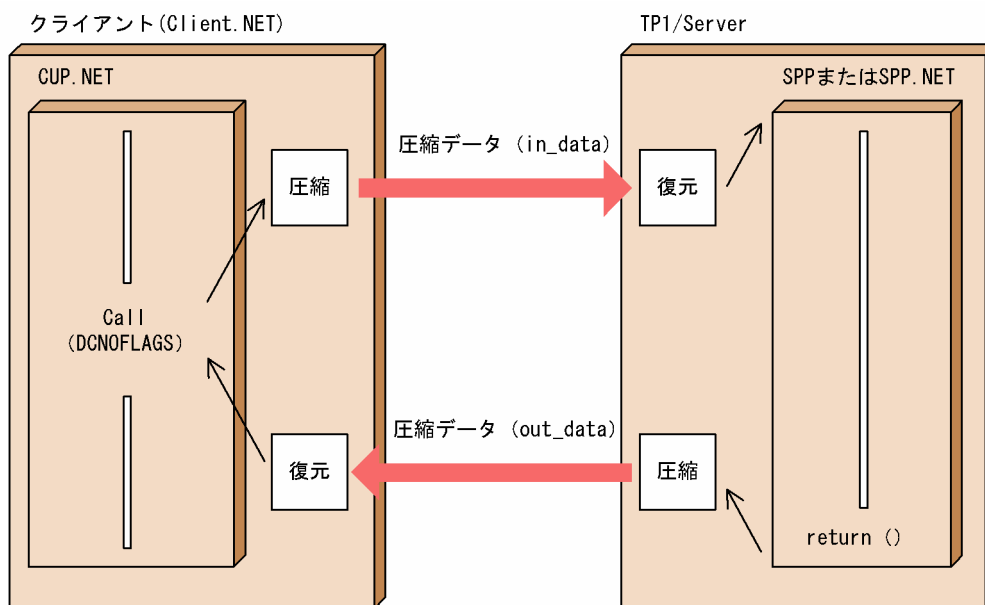 クライアント(Client.NET)
TP1/Server
CUP.NET
SPPまたはSPP.NET
圧縮データ (in_data)
圧縮
復元
Call
(DCNOFLAGS)
圧縮データ (out_data)
復元
圧縮
return ()